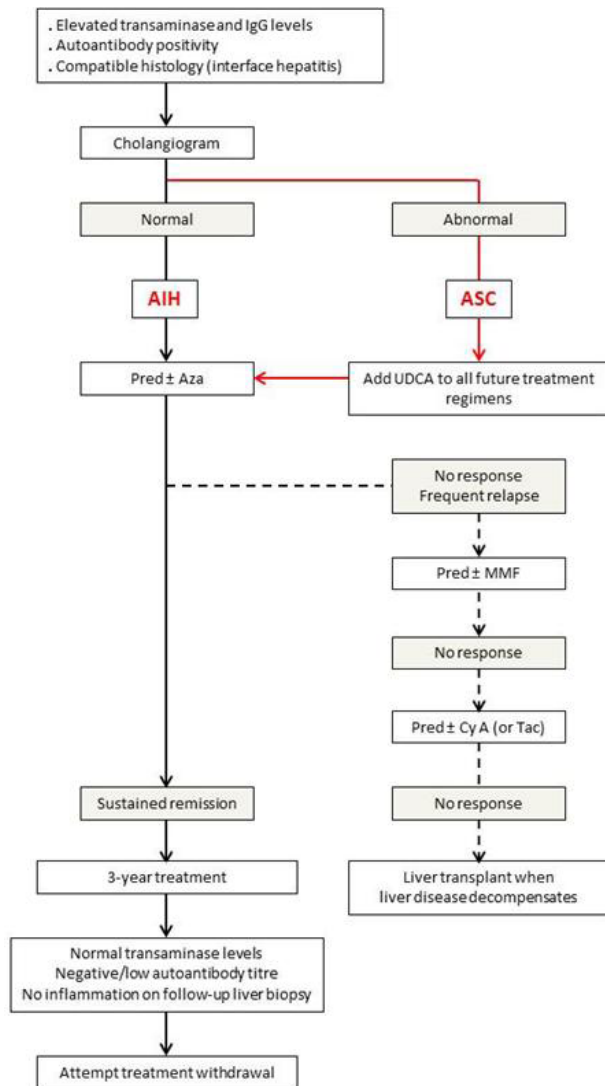 . Elevated transaminase and IgG levels
. Autoantibody positivity
. Compatible histology (interface hepatitis)
Cholangiogram
Normal
Abnormal
AIH
ASC
Pred ± Aza
Add UDCA to all future treatment
regimens
No response
Frequent relapse
Pred ± MMF
No response
Pred ± Cy A (or Tac)
Sustained remission
No response
3-year treatment
Liver transplant when
liver disease decompensates
Normal transaminase levels
Negative/low autoantibody titre
No inflammation on follow-up liver biopsy
Attempt treatment withdrawal